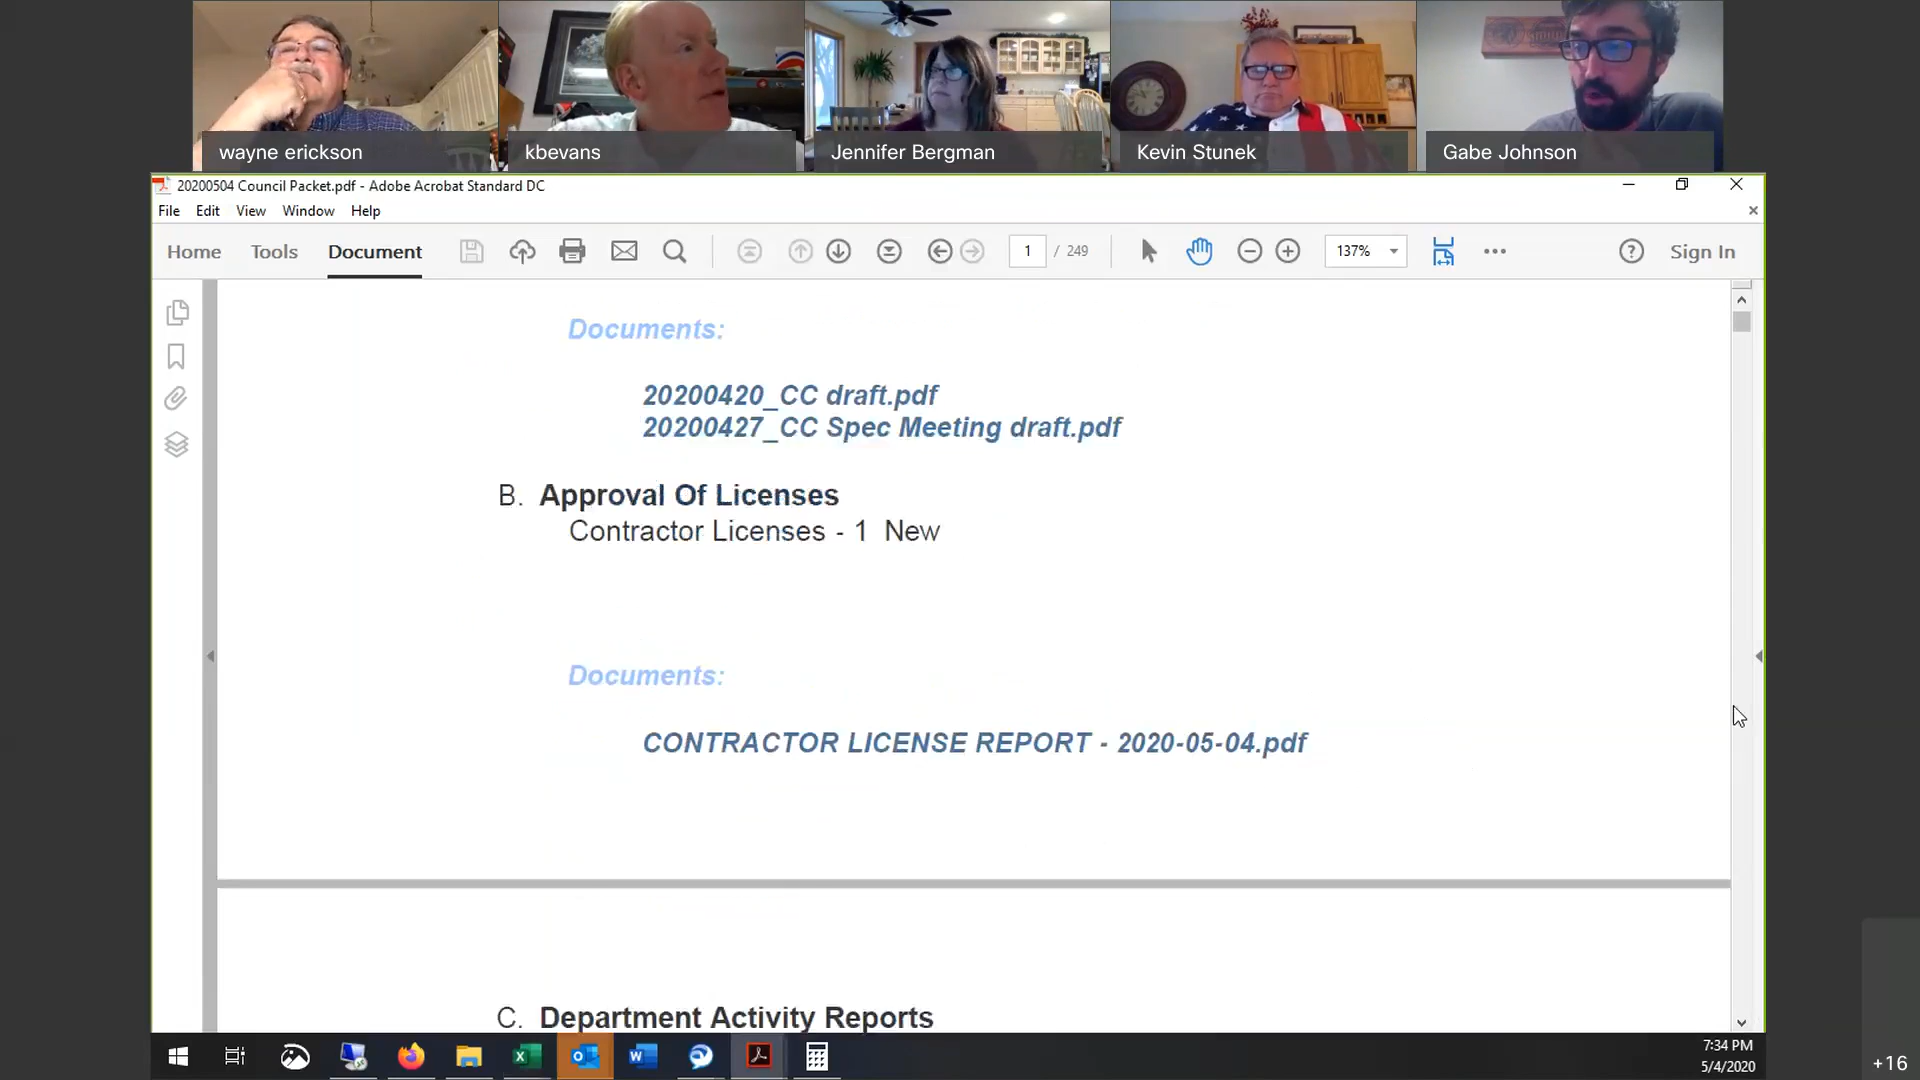 wayne erickson
kbevans
Jennifer Bergman
Kevin Stunek
Gabe Johnson
20200504 Council Packet.pdf - Adobe Acrobat Standard DC
File Edit View Window Help
Home Tools Document 1 / 249 137% Sign In
Documents:
20200420_CC draft.pdf
20200427_CC Spec Meeting draft.pdf
B. Approval Of Licenses
Contractor Licenses - 1 New
Documents:
CONTRACTOR LICENSE REPORT - 2020-05-04.pdf
C. Department Activity Reports
7:34 PM
5/4/2020
+16